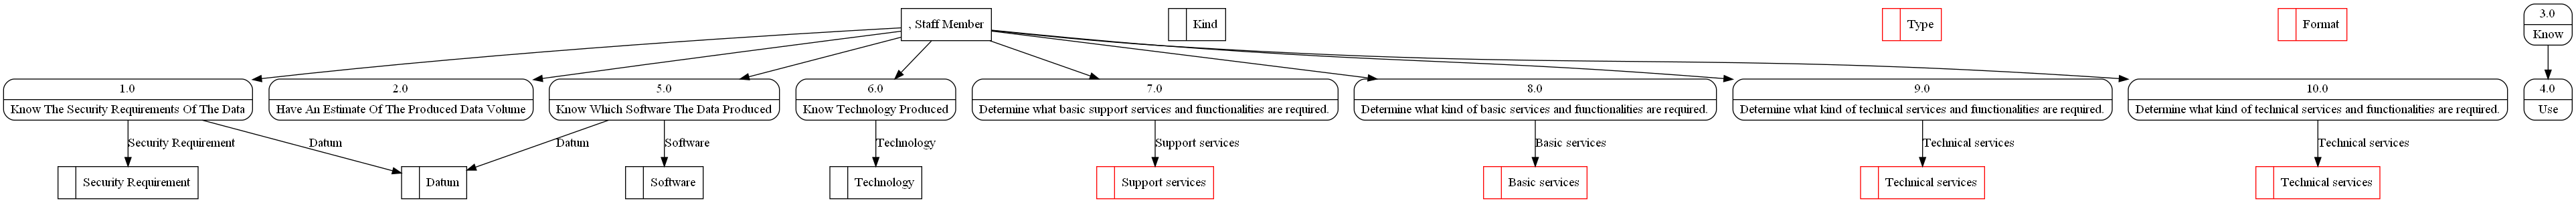 , Staff Member
Kind
Type
Format
3.0
Know
1.0
Know The Security Requirements Of The Data
2.0
Have An Estimate Of The Produced Data Volume
5.0
Know Which Software The Data Produced
6.0
Know Technology Produced
7.0
Determine what basic support services and functionalities are required.
8.0
Determine what kind of basic services and functionalities are required.
9.0
Determine what kind of technical services and functionalities are required.
10.0
Determine what kind of technical services and functionalities are required.
4.0
Use
Security Requirement
Datum
Datum
Software
Technology
Support services
Basic services
Technical services
Technical services
Security Requirement
Datum
Software
Technology
Support services
Basic services
Technical services
Technical services